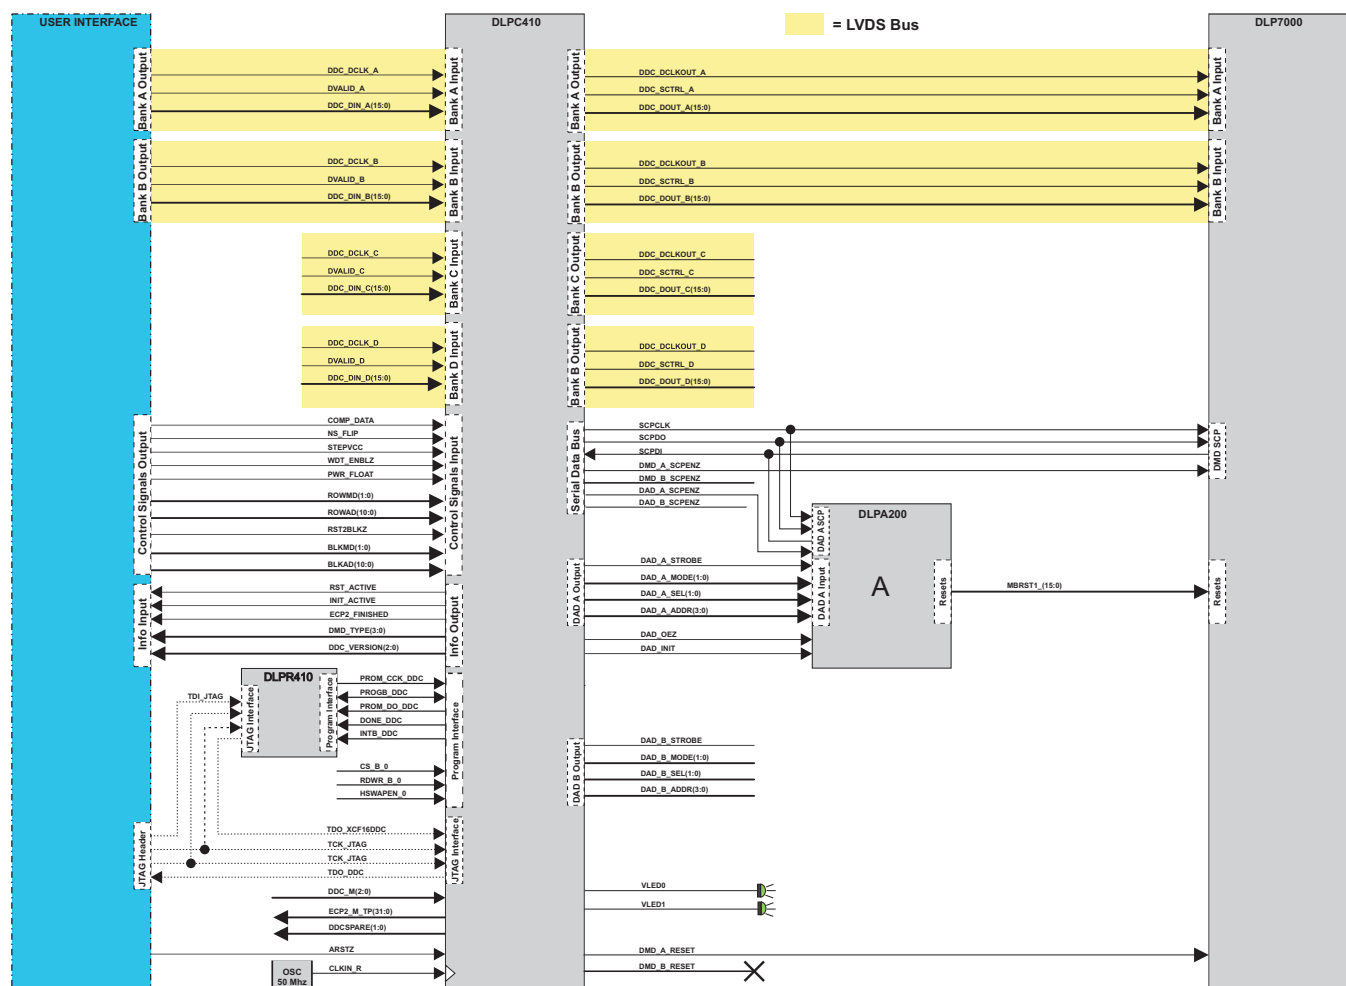 USER INTERFACE
DLPC410
= LVDS Bus
DLP7000
Bank A Output
DDC_DCLK_A
DVALID_A
DDC_DIN_A(15:0)
Bank A Input
Bank A Output
DDC_DCLKOUT_A
DDC_SCTRL_A
DDC_DOUT_A(15:0)
Bank A Input
Bank B Output
DDC_DCLK_B
DVALID_B
DDC_DIN_B(15:0)
Bank B Input
Bank B Output
DDC_DCLKOUT_B
DDC_SCTRL_B
DDC_DOUT_B(15:0)
Bank B Input
DDC_DCLK_C
DVALID_C
DDC_DIN_C(15:0)
Bank C Input
Bank C Output
DDC_DCLKOUT_C
DDC_SCTRL_C
DDC_DOUT_C(15:0)
DDC_DCLK_D
DVALID_D
DDC_DIN_D(15:0)
Bank D Input
Bank B Output
DDC_DCLKOUT_D
DDC_SCTRL_D
DDC_DOUT_D(15:0)
Control Signals Output
COMP_DATA
NS_FLIP
STEPVCC
WDT_ENBLZ
PWR_FLOAT
ROWMD(1:0)
ROWAD(10:0)
RST2BLKZ
BLKMD(1:0)
BLKAD(10:0)
Control Signals Input
Serial Data Bus
SCPCLK
SCPDO
SCPDI
DMD_A_SCPENZ
DMD_B_SCPENZ
DAD_A_SCPENZ
DAD_B_SCPENZ
DMD SCP
DLPA200
DAD A SCP
A
Info Input
RST_ACTIVE
INIT_ACTIVE
ECP2_FINISHED
DMD_TYPE(3:0)
DDC_VERSION(2:0)
Info Output
DAD A Output
DAD_A_STROBE
DAD_A_MODE(1:0)
DAD_A_SEL(1:0)
DAD_A_ADDR(3:0)
DAD_OEZ
DAD_INIT
DAD A Input
Resets
MBRST1_(15:0)
Resets
DLPR410
TDI_JTAG
JTAG Interface
Program Interface
PROM_CCK_DDC
PROGB_DDC
PROM_DO_DDC
DONE_DDC
INTB_DDC
CS_B_0
RDWR_B_0
HSWAPEN_0
Program Interface
DAD B Output
DAD_B_STROBE
DAD_B_MODE(1:0)
DAD_B_SEL(1:0)
DAD_B_ADDR(3:0)
JTAG Header
TDO_XCF16DDC
TCK_JTAG
TCK_JTAG
TDO_DDC
JTAG Interface
DDC_M(2:0)
ECP2_M_TP(31:0)
DDCSPARE(1:0)
VLED0
VLED1
ARSTZ
DMD_A_RESET
OSC
50 Mhz
CLKIN_R
DMD_B_RESET